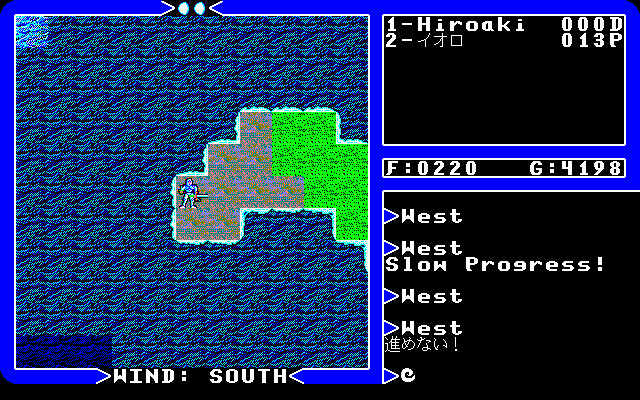 1-Hiroaki 000D
2-イオロ 013P
F:0220 G:4198
West
West
Slow Progress!
West
West
進めない！
WIND: SOUTH